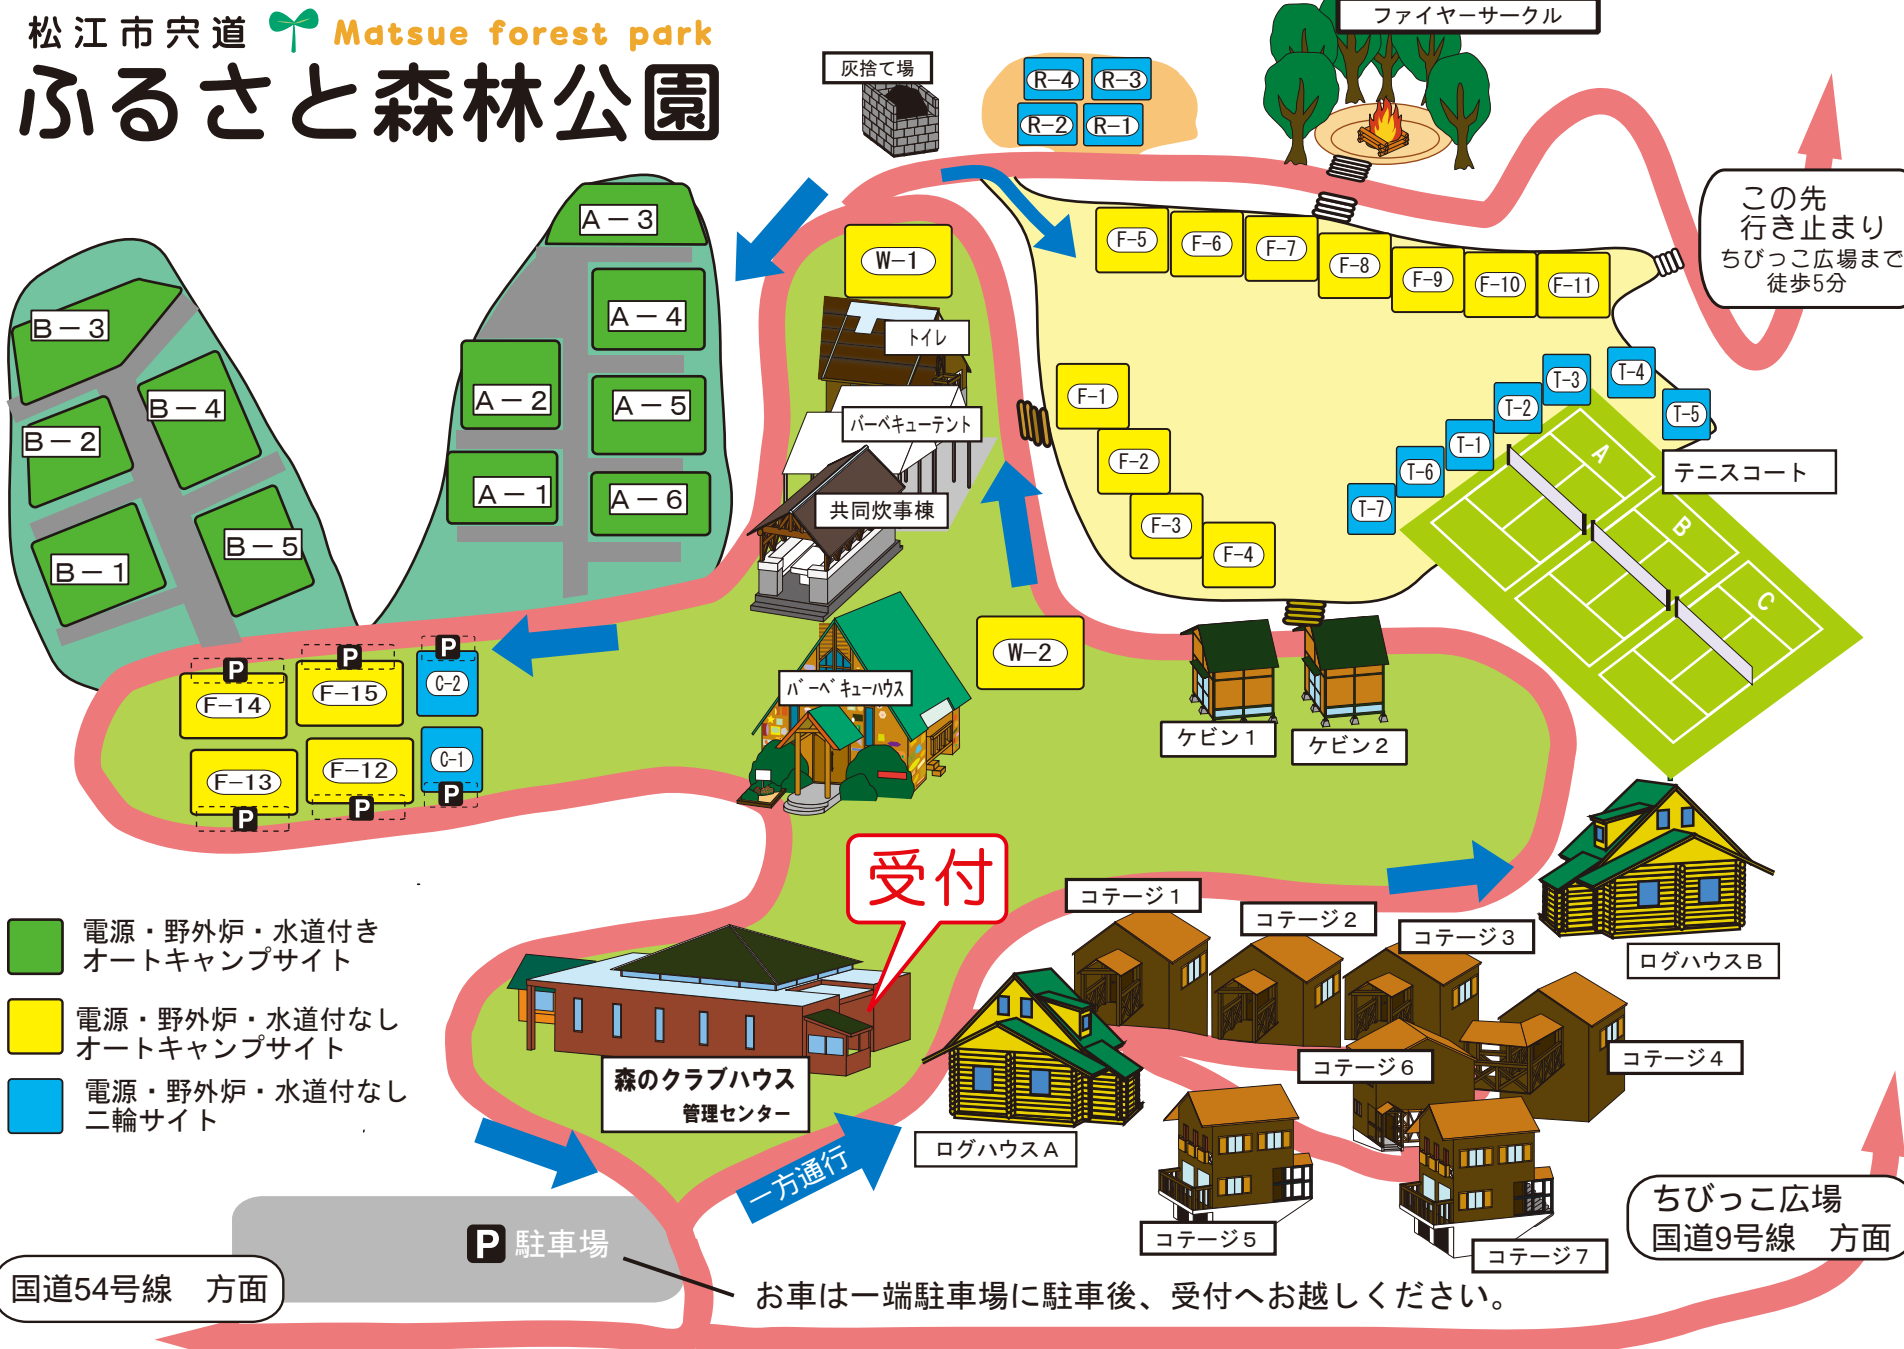 松江市宍道 Matsue forest park
ふるさと森林公園
ファイヤーサークル
灰捨て場
R-4
R-3
R-2
R-1
この先
行き止まり
ちびっこ広場まで
徒歩5分
A-3
A-4
A-2
A-5
A-1
A-6
B-3
B-4
B-2
B-5
B-1
W-1
トイレ
バーベキューテント
共同炊事棟
F-5
F-6
F-7
F-8
F-9
F-10
F-11
F-1
F-2
F-3
F-4
T-4
T-3
T-5
T-2
T-1
T-6
T-7
A
B
C
テニスコート
W-2
バーベキューハウス
ケビン1
ケビン2
P
P
P
F-14
F-15
C-2
F-13
F-12
C-1
P
P
P
受付
コテージ1
コテージ2
コテージ3
ログハウスB
コテージ4
コテージ6
ログハウスA
コテージ5
コテージ7
森のクラブハウス
管理センター
一方通行
電源・野外炉・水道付き
オートキャンプサイト
電源・野外炉・水道付なし
オートキャンプサイト
電源・野外炉・水道付なし
二輪サイト
P 駐車場
国道54号線 方面
お車は一端駐車場に駐車後、受付へお越しください。
ちびっこ広場
国道9号線 方面